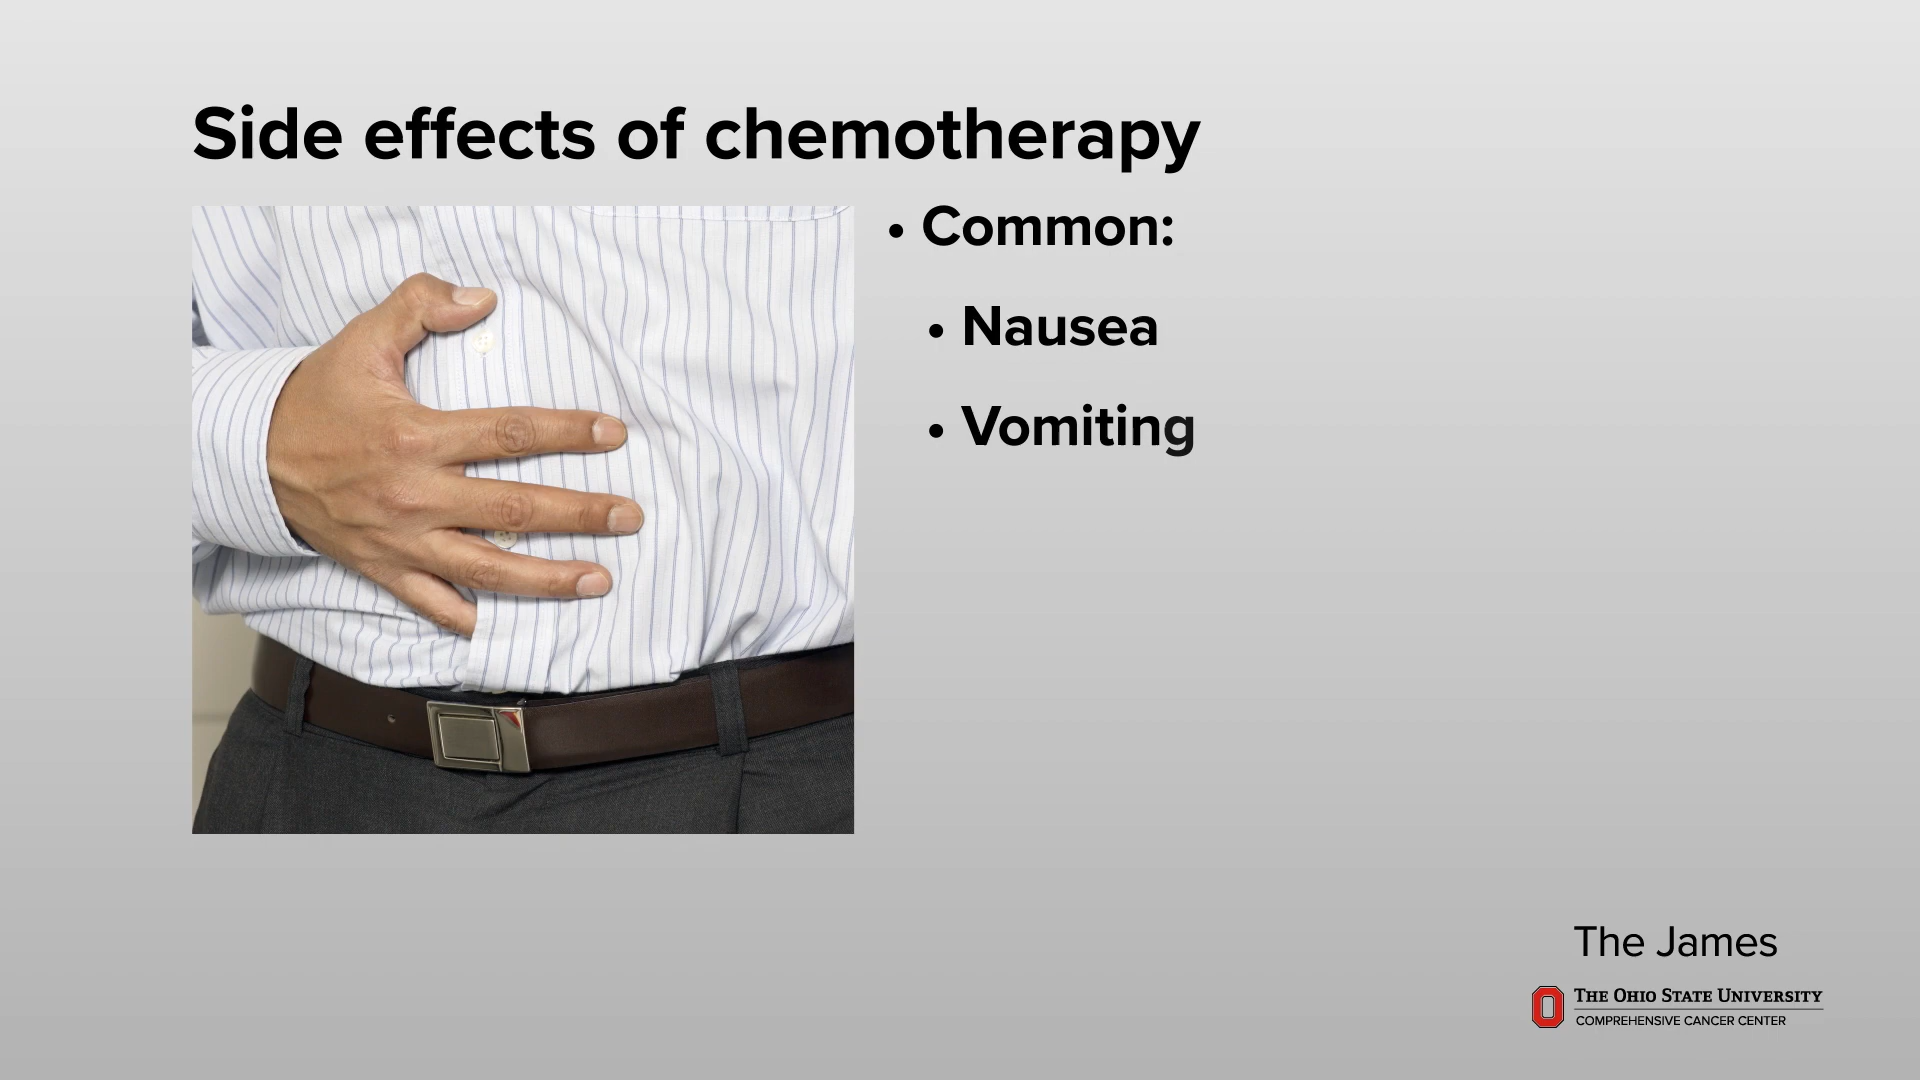 Side effects of chemotherapy
• Common:
• Nausea
• Vomiting
The James
THE OHIO STATE UNIVERSITY
COMPREHENSIVE CANCER CENTER